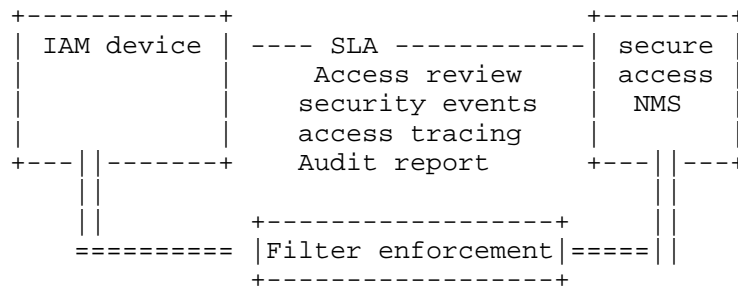 +------------+ +--------+
| IAM device | ---- SLA ------------| secure |
| | Access review | access |
| | security events | NMS |
| | access tracing | |
+---||-------+ Audit report +---||---+
|| ||
|| +------------------+ ||
========== |Filter enforcement|=====||
+------------------+